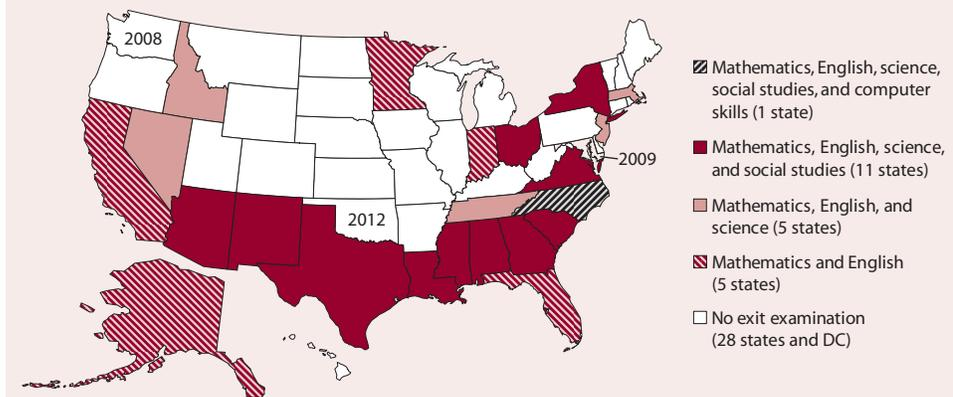 2008
2012
2009
Mathematics, English, science,
social studies, and computer
skills (1 state)
Mathematics, English, science,
and social studies (11 states)
Mathematics, English, and
science (5 states)
Mathematics and English
(5 states)
No exit examination
(28 states and DC)